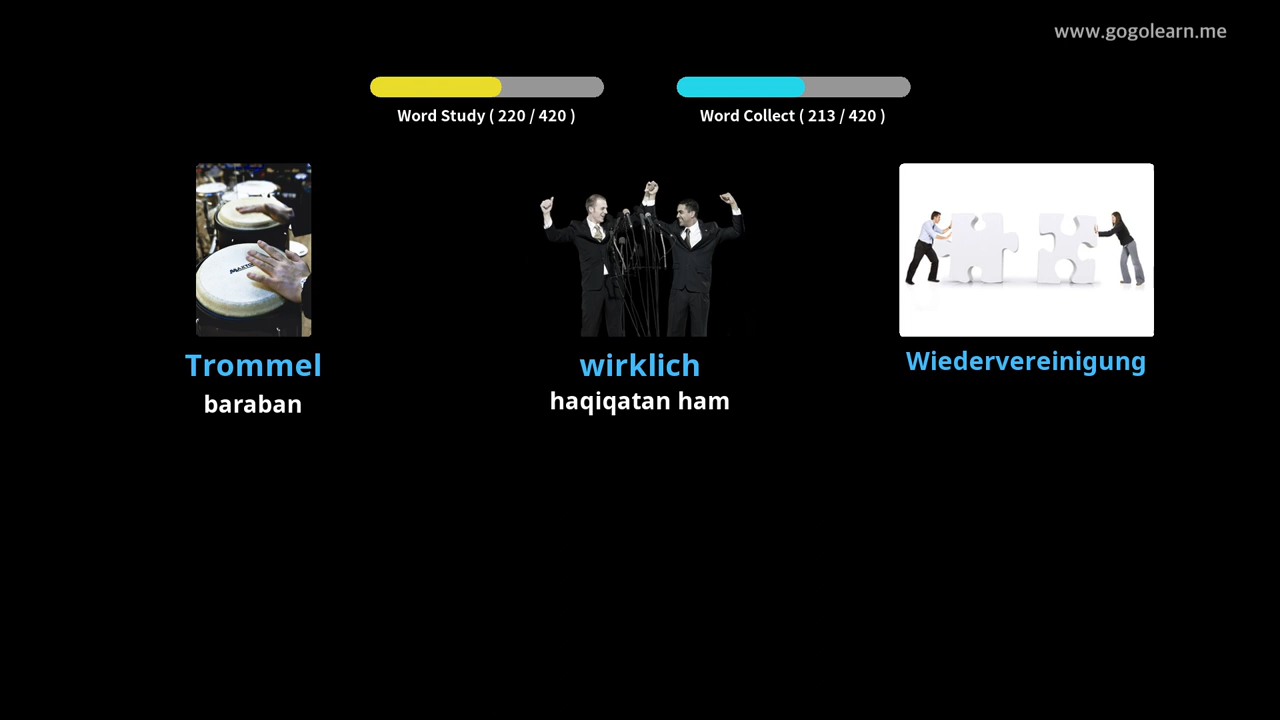 www.gogolearn.me
Word Study ( 220 / 420 )
Word Collect ( 213 / 420 )
Trommel
baraban
wirklich
haqiqatan ham
Wiedervereinigung